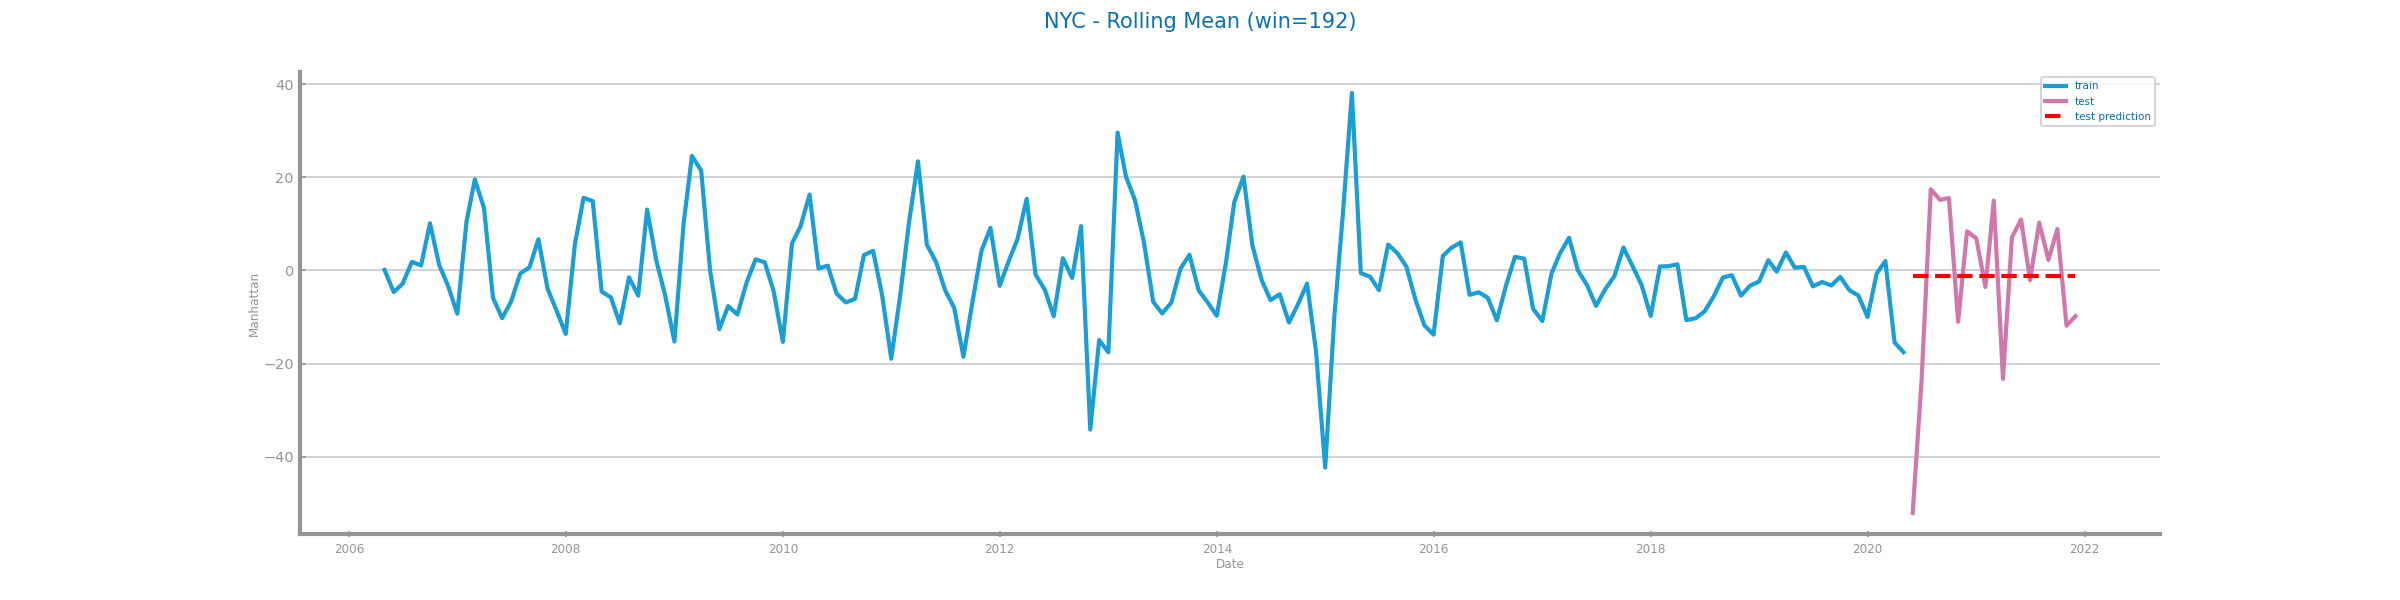 NYC - Rolling Mean (win=192)
train
test
test prediction
40
20
0
−20
−40
Manhattan
2006 2008 2010 2012 2014 2016 2018 2020 2022
Date